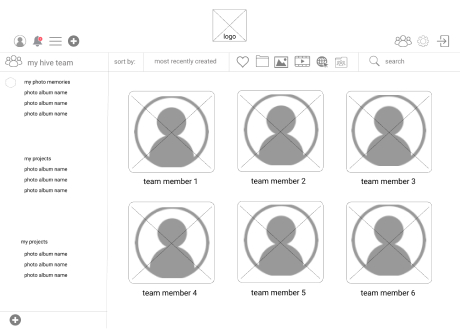 logo
my hive team
sort by:
most recently created
search
my photo memories
photo album name
photo album name
photo album name
my projects
photo album name
photo album name
photo album name
my projects
photo album name
photo album name
photo album name
team member 1
team member 2
team member 3
team member 4
team member 5
team member 6